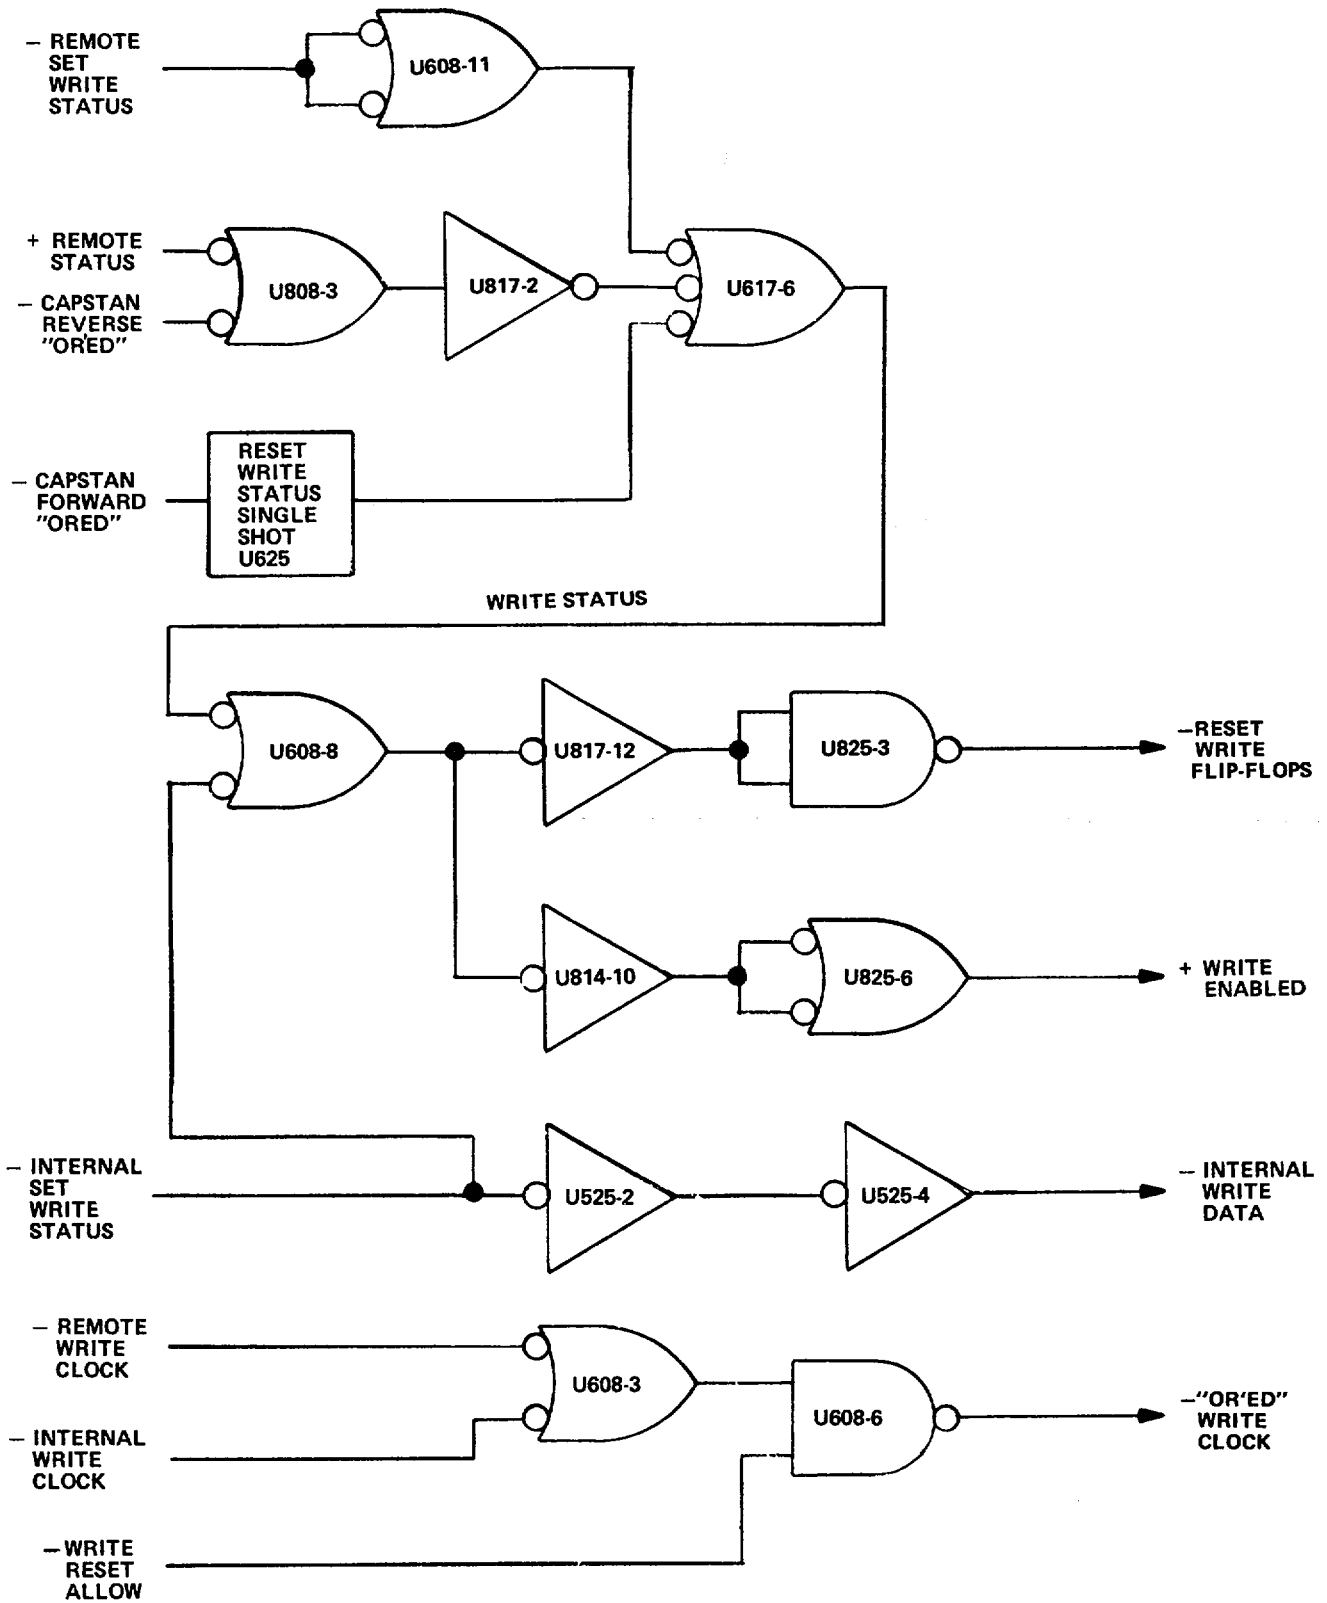 — REMOTE
SET
WRITE
STATUS
U608-11
+ REMOTE
STATUS
— CAPSTAN
REVERSE
"ORED"
U808-3
U817-2
U617-6
— CAPSTAN
FORWARD
"ORED"
RESET
WRITE
STATUS
SINGLE
SHOT
U625
WRITE STATUS
U608-8
U817-12
U825-3
—RESET
WRITE
FLIP-FLOPS
U814-10
U825-6
+ WRITE
ENABLED
— INTERNAL
SET
WRITE
STATUS
U525-2
U525-4
— INTERNAL
WRITE
DATA
— REMOTE
WRITE
CLOCK
— INTERNAL
WRITE
CLOCK
U608-3
U608-6
—"OR'ED"
WRITE
CLOCK
—WRITE
RESET
ALLOW